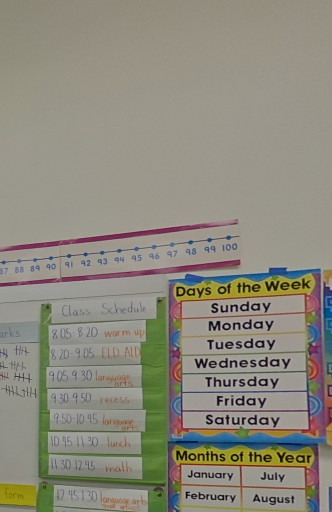 87 88 89 90 91 92 93 94 95 96 97 98 99 100
Class Schedule
8:05-8:20 warm up
8:20-9:05 ELD AID
9:05-9:30 language arts
9:30-9:50 recess
9:50-10:45 language arts
10:45-11:30 lunch
11:30-12:45 math
12:45-1:30 language arts
form
Days of the Week
Sunday
Monday
Tuesday
Wednesday
Thursday
Friday
Saturday
Months of the Year
January July
February August